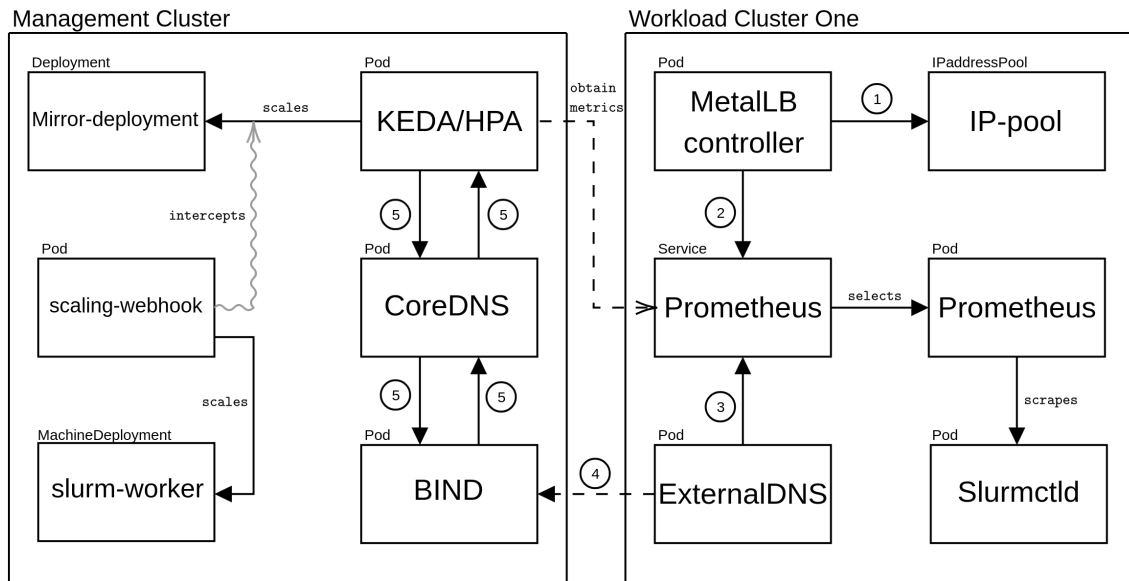 Management Cluster
Workload Cluster One
Deployment
Mirror-deployment
scales
Pod
KEDA/HPA
obtain
metrics
Pod
MetalLB
controller
1
IPaddressPool
IP-pool
intercepts
5
5
2
Pod
scaling-webhook
Pod
CoreDNS
Service
Prometheus
selects
Pod
Prometheus
scales
5
5
3
scrapes
MachineDeployment
slurm-worker
Pod
BIND
4
Pod
ExternalDNS
Pod
Slurmctld